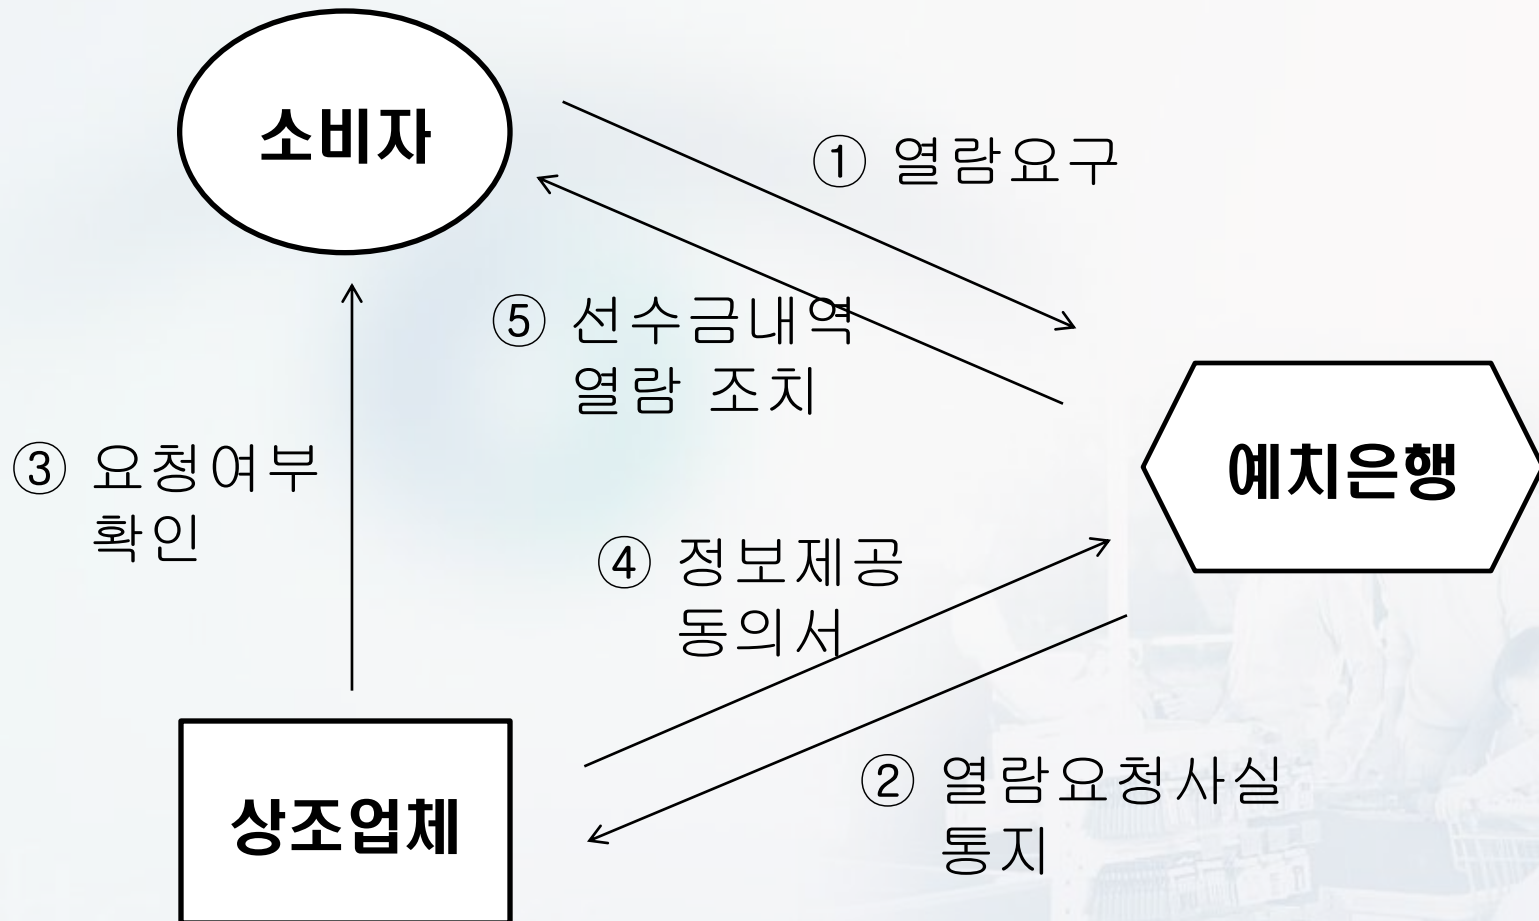 소비자
① 열람요구
⑤ 선수금내역
열람 조치
③ 요청여부
확인
예치은행
④ 정보제공
동의서
② 열람요청사실
통지
상조업체